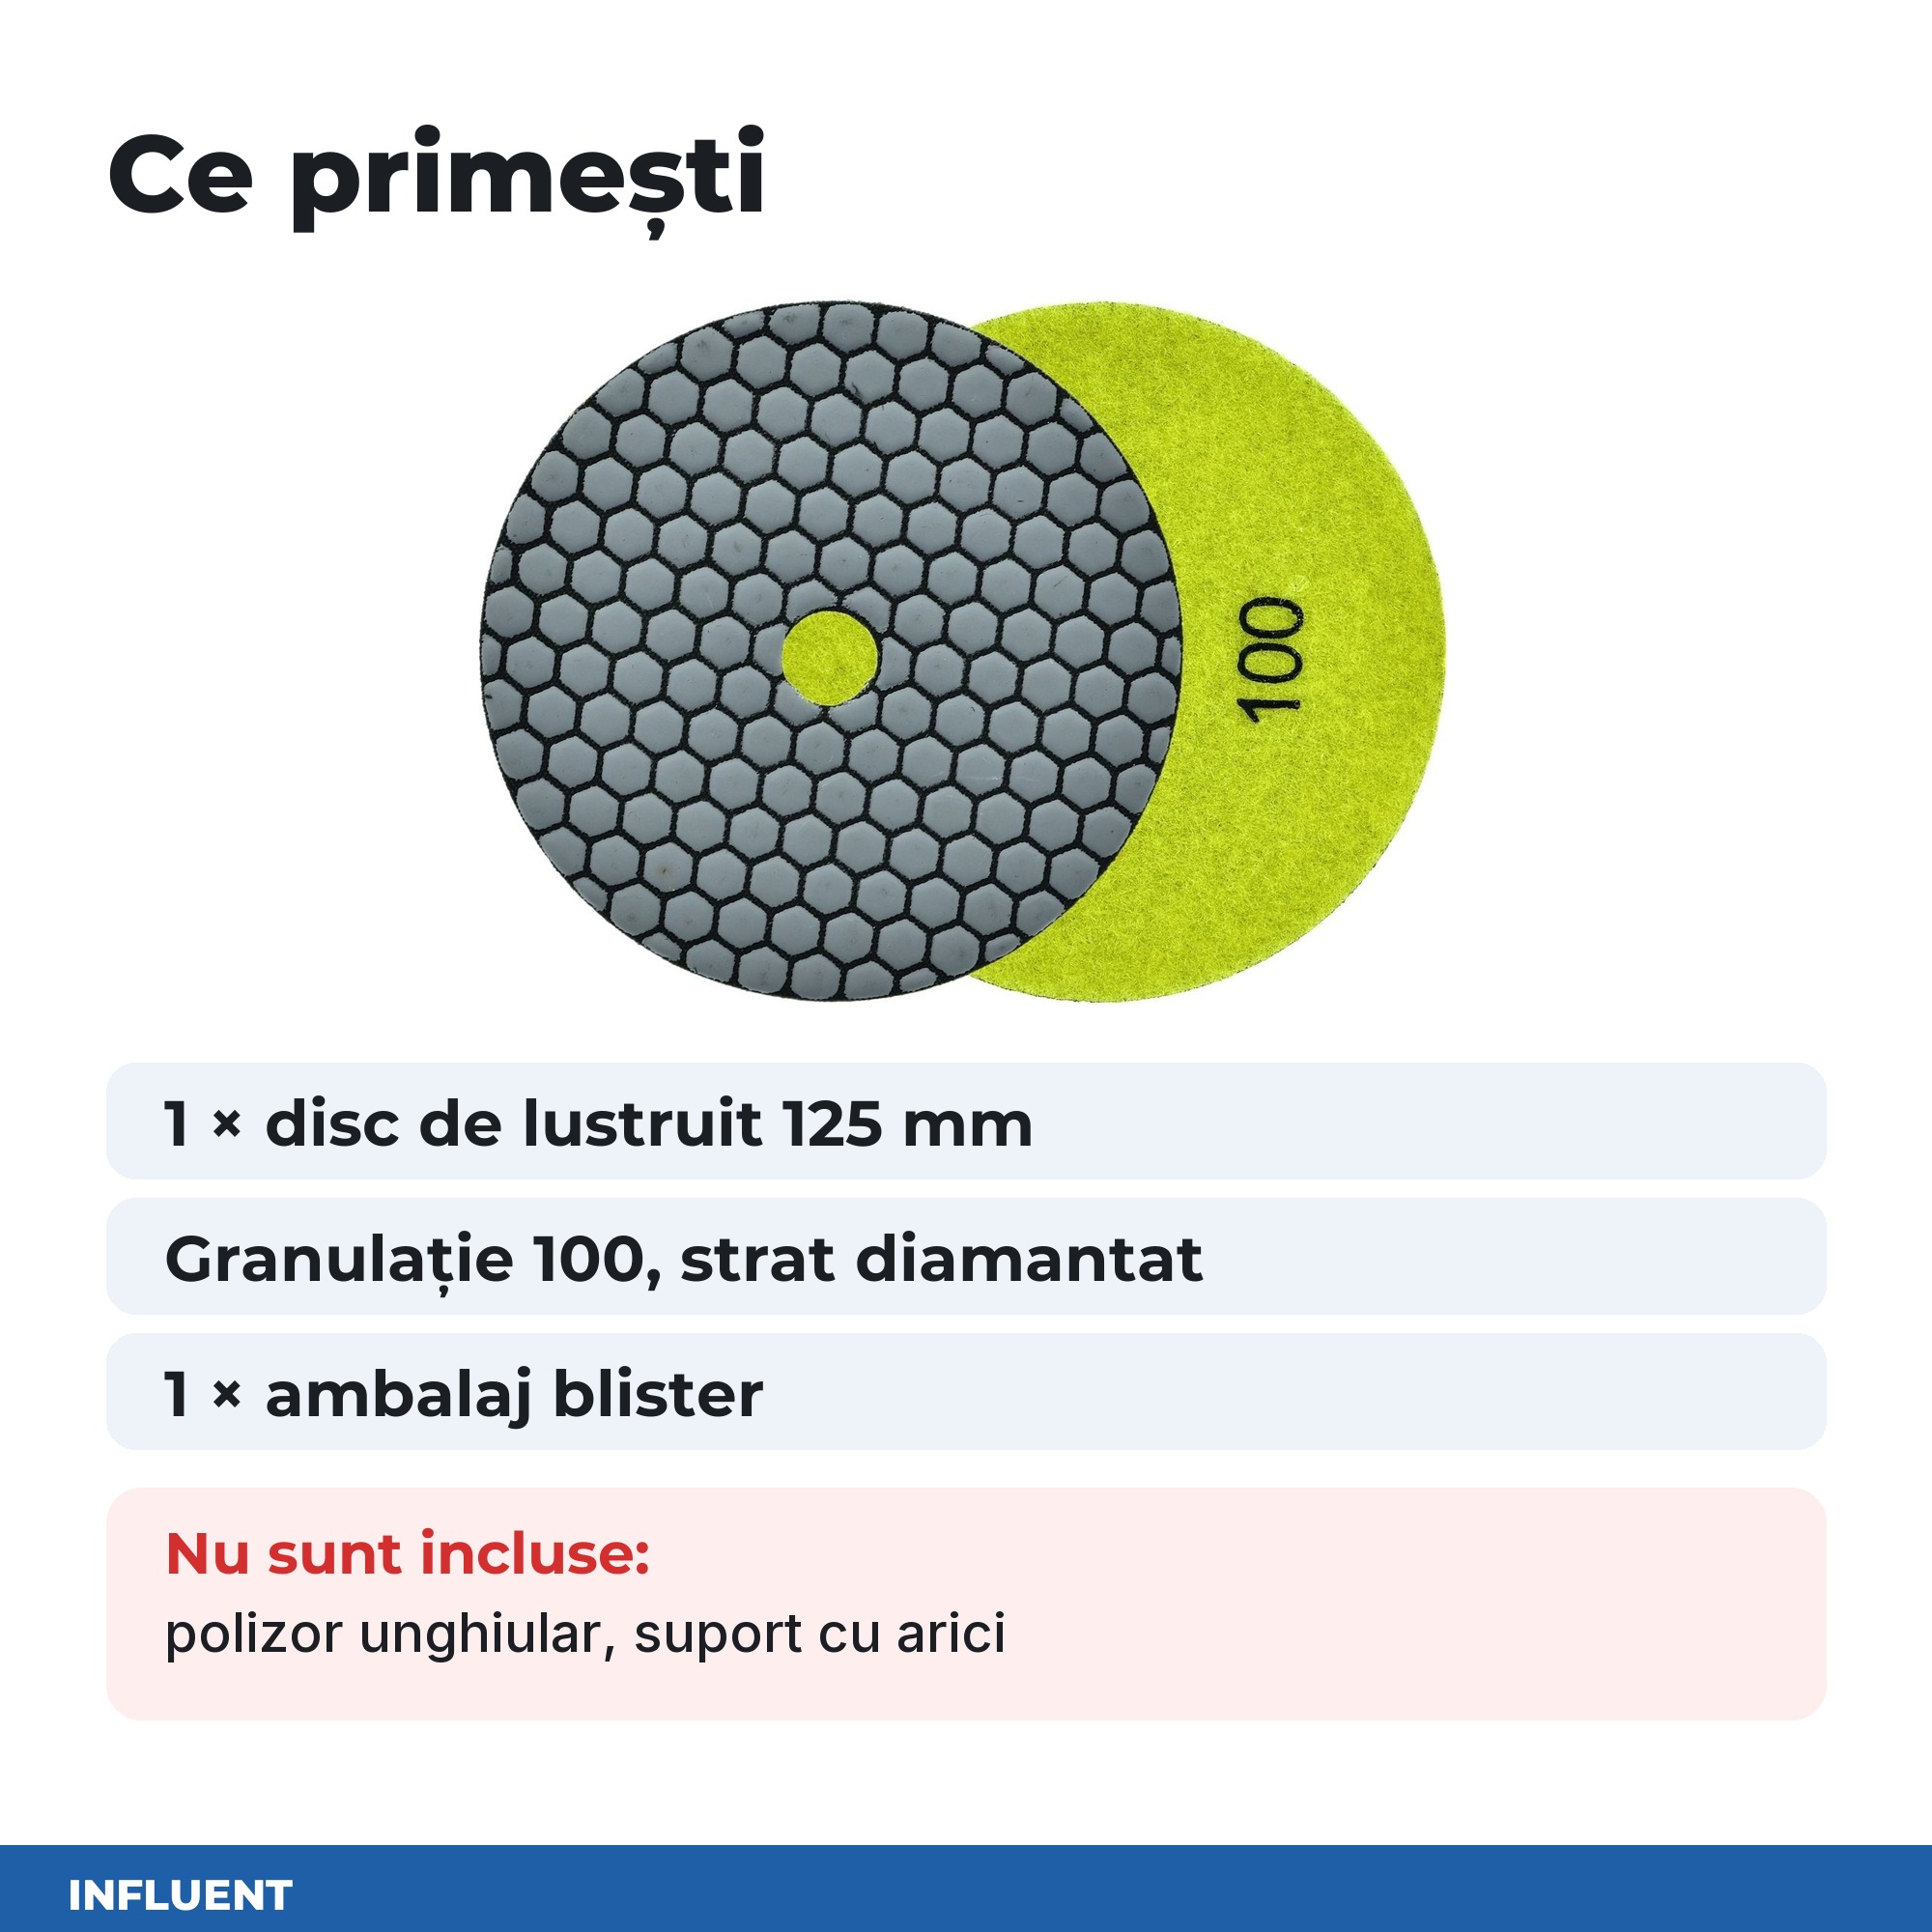 Ce primești
100
1 × disc de lustruit 125 mm
Granulație 100, strat diamantat
1 × ambalaj blister
Nu sunt incluse:
polizor unghiular, suport cu arici
INFLUENT